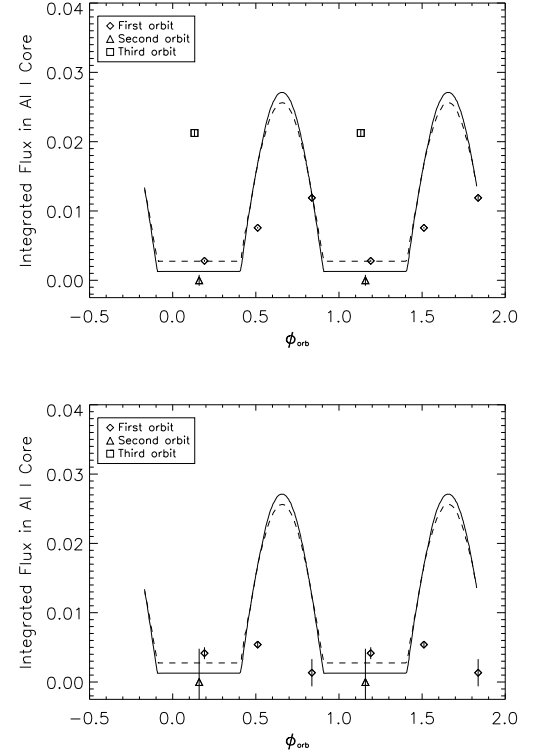 0.04
0.03
0.02
0.01
0.00
Integrated Flux in Al I Core
First orbit
Second orbit
Third orbit
−0.5 0.0 0.5 1.0 1.5 2.0
ϕorb
0.04
0.03
0.02
0.01
0.00
Integrated Flux in Al I Core
First orbit
Second orbit
Third orbit
−0.5 0.0 0.5 1.0 1.5 2.0
ϕorb